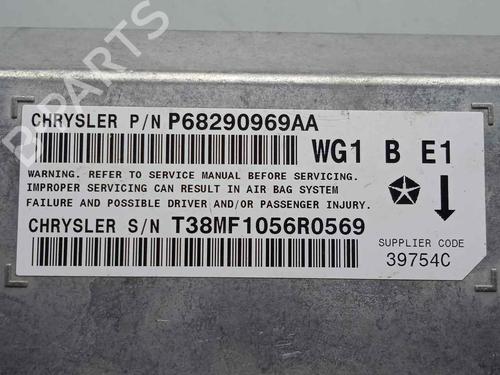 CHRYSLER P/N P68290969AA
WG1 B E1
WARNING. REFER TO SERVICE MANUAL BEFORE SERVICING.
IMPROPER SERVICING CAN RESULT IN AIR BAG SYSTEM
FAILURE AND POSSIBLE DRIVER AND/OR PASSENGER INJURY.
CHRYSLER S/N T38MF1056R0569
SUPPLIER CODE
39754C
B-PARTS